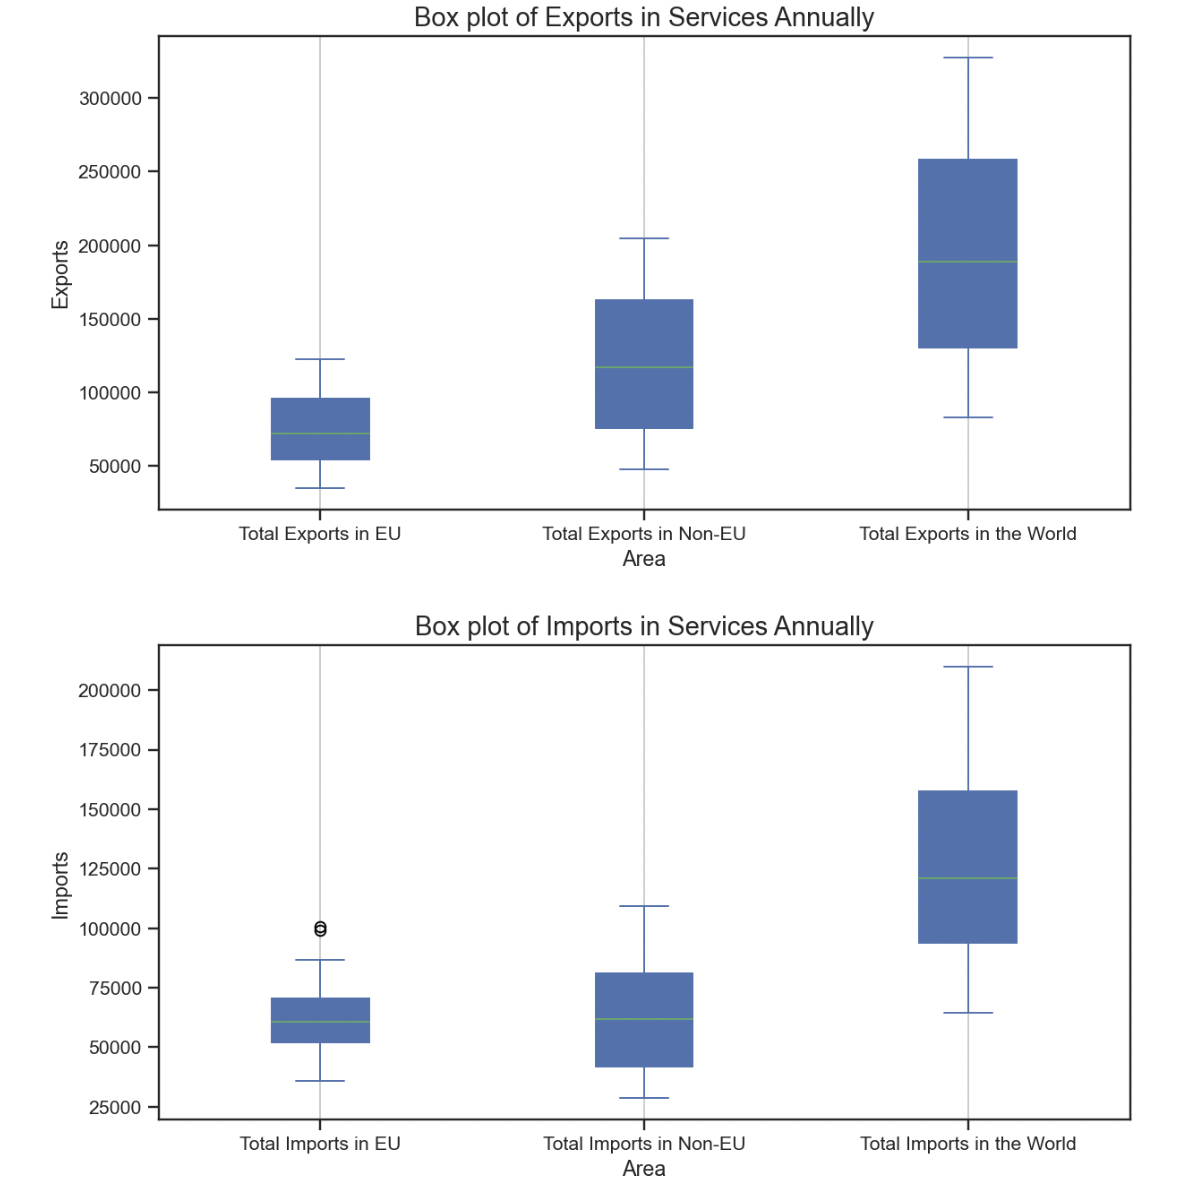 Box plot of Exports in Services Annually
300000
250000
200000
150000
100000
50000
Exports
Total Exports in EU
Total Exports in Non-EU
Total Exports in the World
Area
Box plot of Imports in Services Annually
200000
175000
150000
125000
100000
75000
50000
25000
Imports
Total Imports in EU
Total Imports in Non-EU
Total Imports in the World
Area